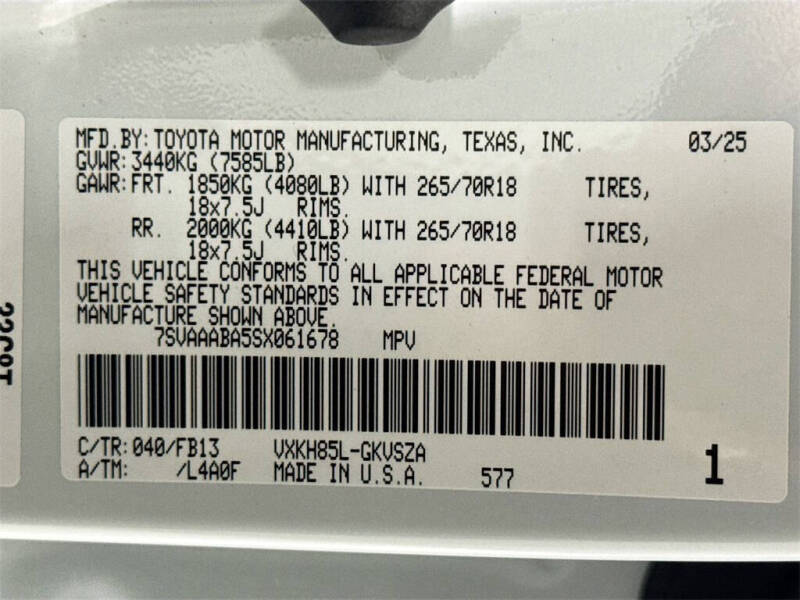 MFD.BY: TOYOTA MOTOR MANUFACTURING, TEXAS, INC. 03/25
GVWR: 3440KG (7585LB)
GAWR: FRT. 1850KG (4080LB) WITH 265/70R18 TIRES,
18x7.5J RIMS.
RR. 2000KG (4410LB) WITH 265/70R18 TIRES,
18x7.5J RIMS.
THIS VEHICLE CONFORMS TO ALL APPLICABLE FEDERAL MOTOR
VEHICLE SAFETY STANDARDS IN EFFECT ON THE DATE OF
MANUFACTURE SHOWN ABOVE.
7SVAAABA5SX061678 MPV
C/TR: 040/FB13 VXKH85L-GKVSZA
A/TM: /L4A0F MADE IN U.S.A. 577 1